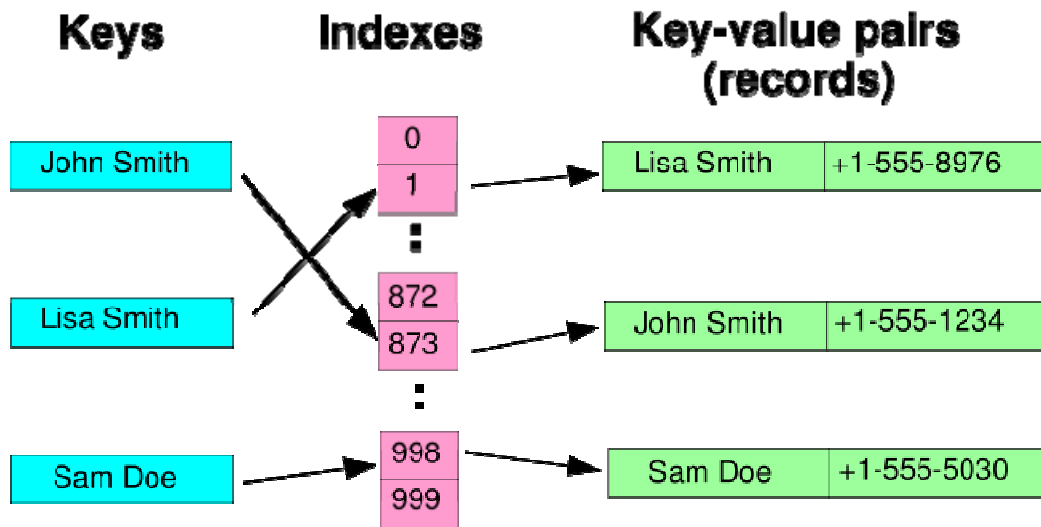 Keys
Indexes
Key-value pairs
(records)
John Smith
Lisa Smith
Sam Doe
0
1
:
872
873
:
998
999
Lisa Smith +1-555-8976
John Smith +1-555-1234
Sam Doe +1-555-5030